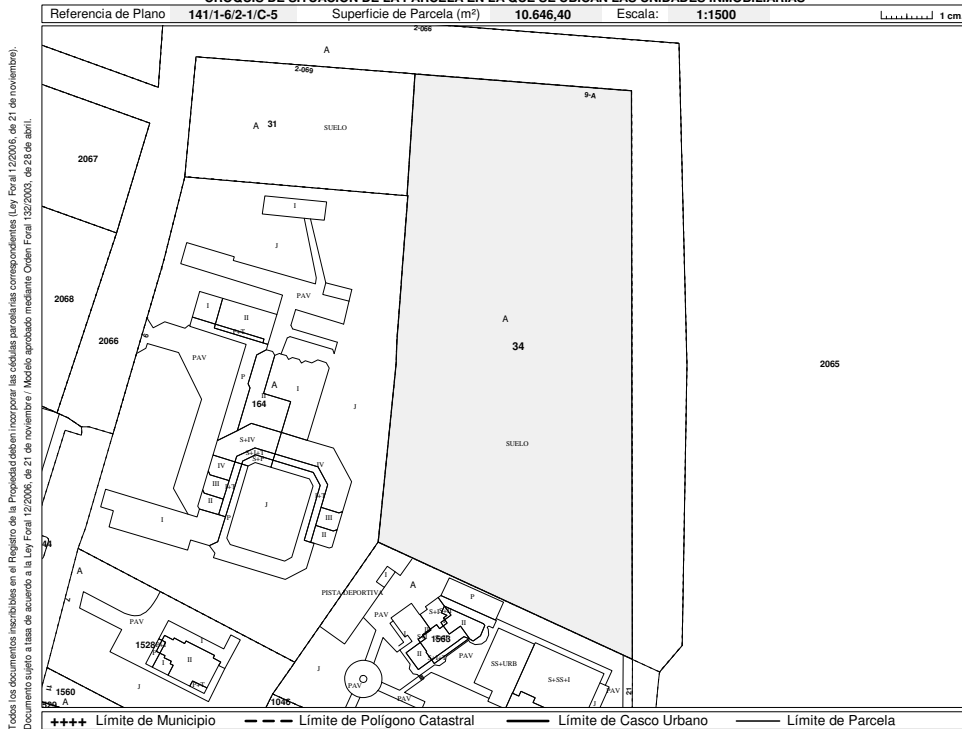 CROQUIS DE SITUACIÓN DE LA PARCELA EN LA QUE SE UBICAN LAS UNIDADES INMOBILIARIAS
Referencia de Plano 141/1-6/2-1/C-5 Superficie de Parcela (m²) 10.646,40 Escala: 1:1500 1 cm.
Todos los documentos inscribibles en el Registro de la Propiedad deben incorporar las cédulas parcelarias correspondientes (Ley Foral 12/2006, de 21 de noviembre).
Documento sujeto a tasa de acuerdo a la Ley Foral 12/2006, de 21 de noviembre / Modelo aprobado mediante Orden Foral 132/2003, de 28 de abril.
2-066
A
2-069
9-A
A 31
SUELO
2067
I
J
PAV
2068
I
II
P+T
A
34
2066
9
2065
PAV
P
A
I
II
164
J
SUELO
S+IV
S+I+I
S+I
IV
IV
III
I+T
I+T
II
J
III
I
P
II
44
A
I
PISTA DEPORTIVA
A
P
7
PAV
PAV
II
1528
I
I
II
1563
II
PAV
SS+URB
P+T
S+SS+I
J
J
PAV
PAV
PAV
J
21
11
1560
A
1046
++++ Límite de Municipio
Límite de Polígono Catastral
Límite de Casco Urbano
Límite de Parcela